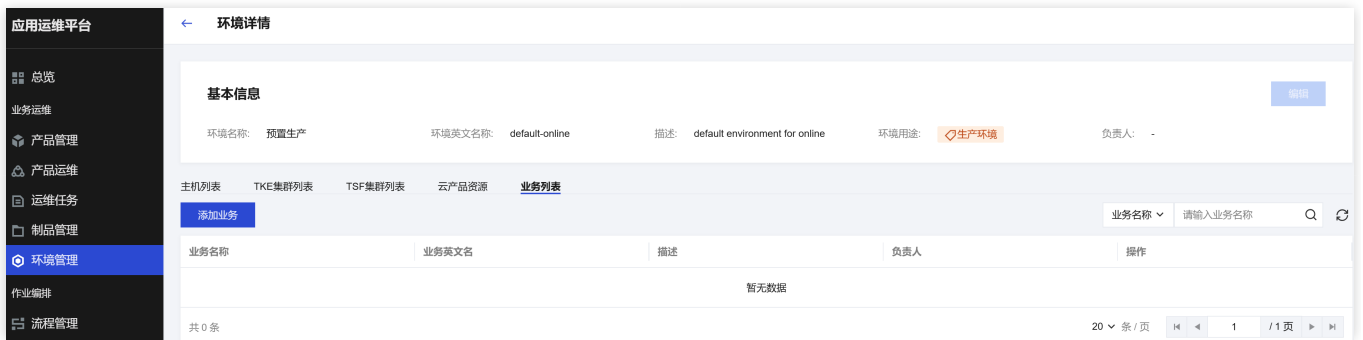 应用运维平台
← 环境详情
总览
业务运维
产品管理
产品运维
运维任务
制品管理
环境管理
作业编排
流程管理
基本信息
编辑
环境名称: 预置生产 环境英文名称: default-online 描述: default environment for online 环境用途: 生产环境 负责人: -
主机列表 TKE集群列表 TSF集群列表 云产品资源 业务列表
添加业务 业务名称 请输入业务名称
业务名称 业务英文名 描述 负责人 操作
暂无数据
共 0 条 20 条 / 页 1 / 1 页